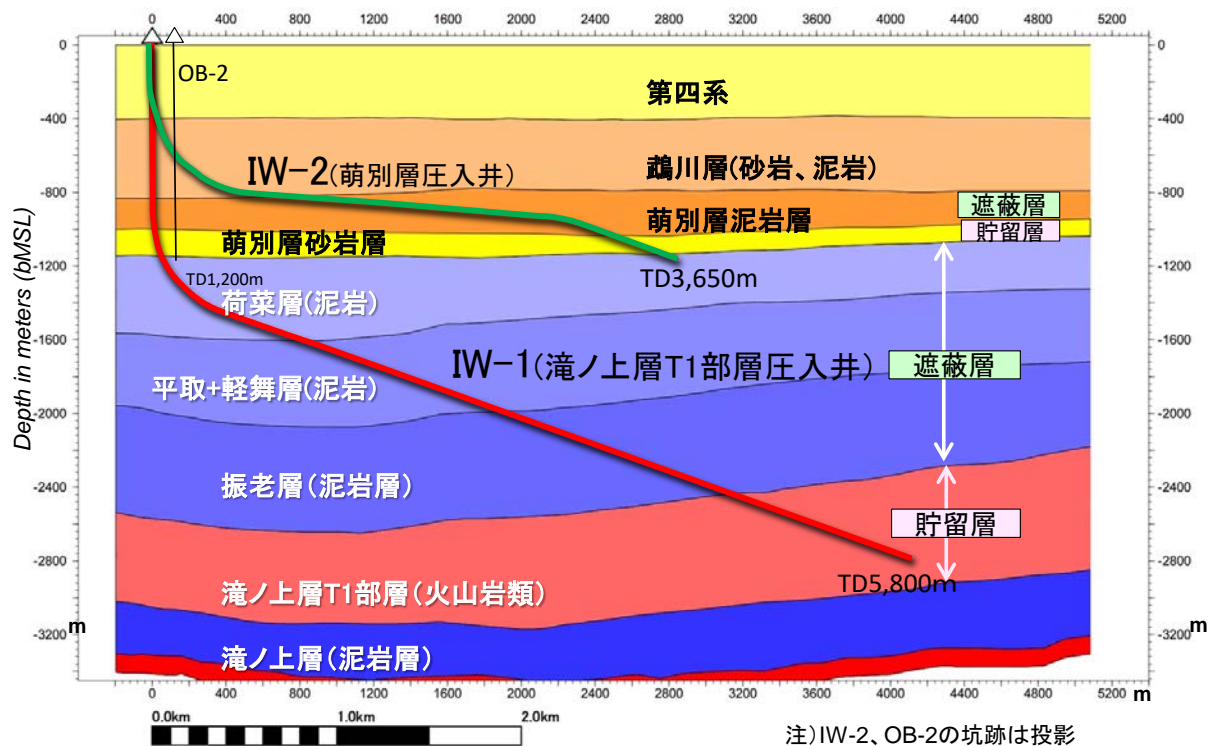 0 400 800 1200 1600 2000 2400 2800 3200 3600 4000 4400 4800 5200
0 0
OB-2
第四系
-400 -400
IW-2(萌別層圧入井)
鵡川層(砂岩、泥岩)
-800 -800
遮蔽層
萌別層泥岩層
貯留層
萌別層砂岩層
-1200 -1200
TD1,200m
TD3,650m
荷菜層(泥岩)
Depth in meters (bMSL)
-1600 -1600
IW-1(滝ノ上層T1部層圧入井)
遮蔽層
平取+軽舞層(泥岩)
-2000 -2000
振老層(泥岩層)
-2400 -2400
貯留層
-2800 -2800
TD5,800m
滝ノ上層T1部層(火山岩類)
m m
-3200 -3200
滝ノ上層(泥岩層)
0 400 800 1200 1600 2000 2400 2800 3200 3600 4000 4400 4800 5200 m
0.0km 1.0km 2.0km
注)IW-2、OB-2の坑跡は投影